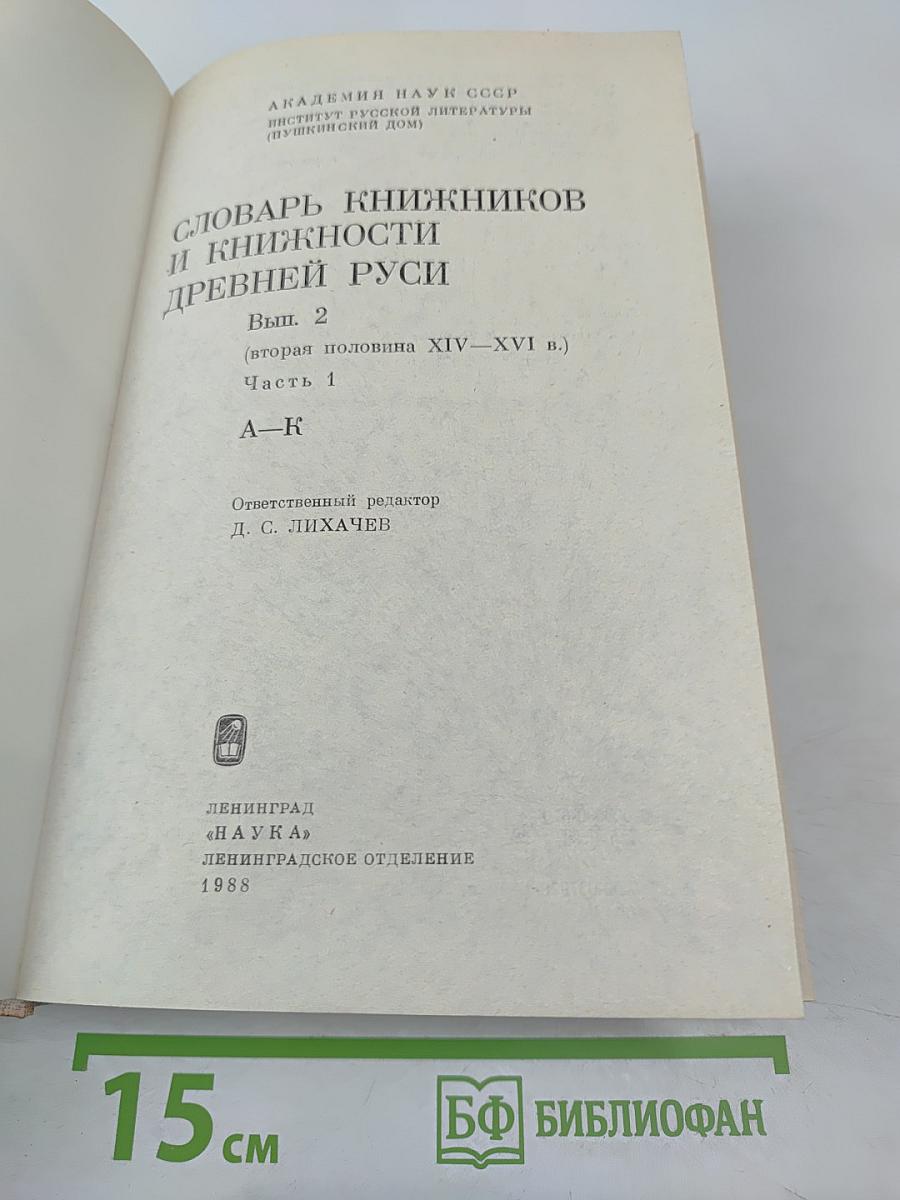 АКАДЕМИЯ НАУК СССР
ИНСТИТУТ РУССКОЙ ЛИТЕРАТУРЫ
(ПУШКИНСКИЙ ДОМ)
СЛОВАРЬ КНИЖНИКОВ
И КНИЖНОСТИ
ДРЕВНЕЙ РУСИ
Вып. 2
(вторая половина XIV—XVI в.)
Часть 1
А—К
Ответственный редактор
Д. С. ЛИХАЧЕВ
ЛЕНИНГРАД
«НАУКА»
ЛЕНИНГРАДСКОЕ ОТДЕЛЕНИЕ
1988
15 см
БФ БИБЛИОФАН